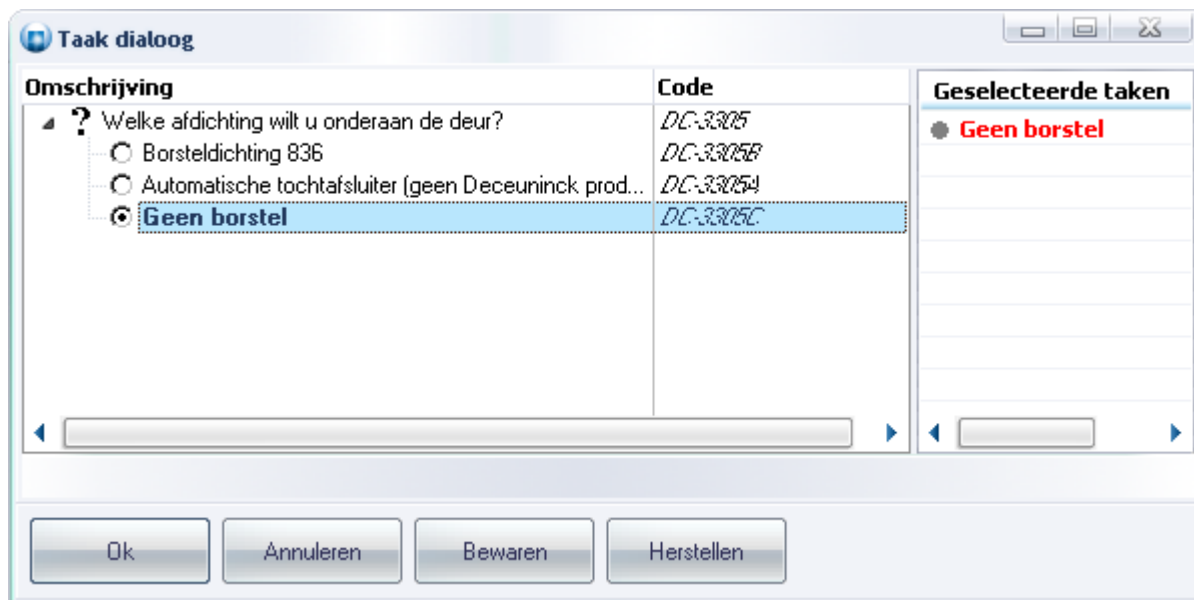 Taak dialoog
Omschrijving Code Geselecteerde taken
? Welke afdichting wilt u onderaan de deur? DC-3305
Geen borstel
Borsteldichting 836 DC-3305B
Automatische tochtafsluiter (geen Deceuninck prod... DC-3305A
Geen borstel DC-3305C
Ok Annuleren Bewaren Herstellen